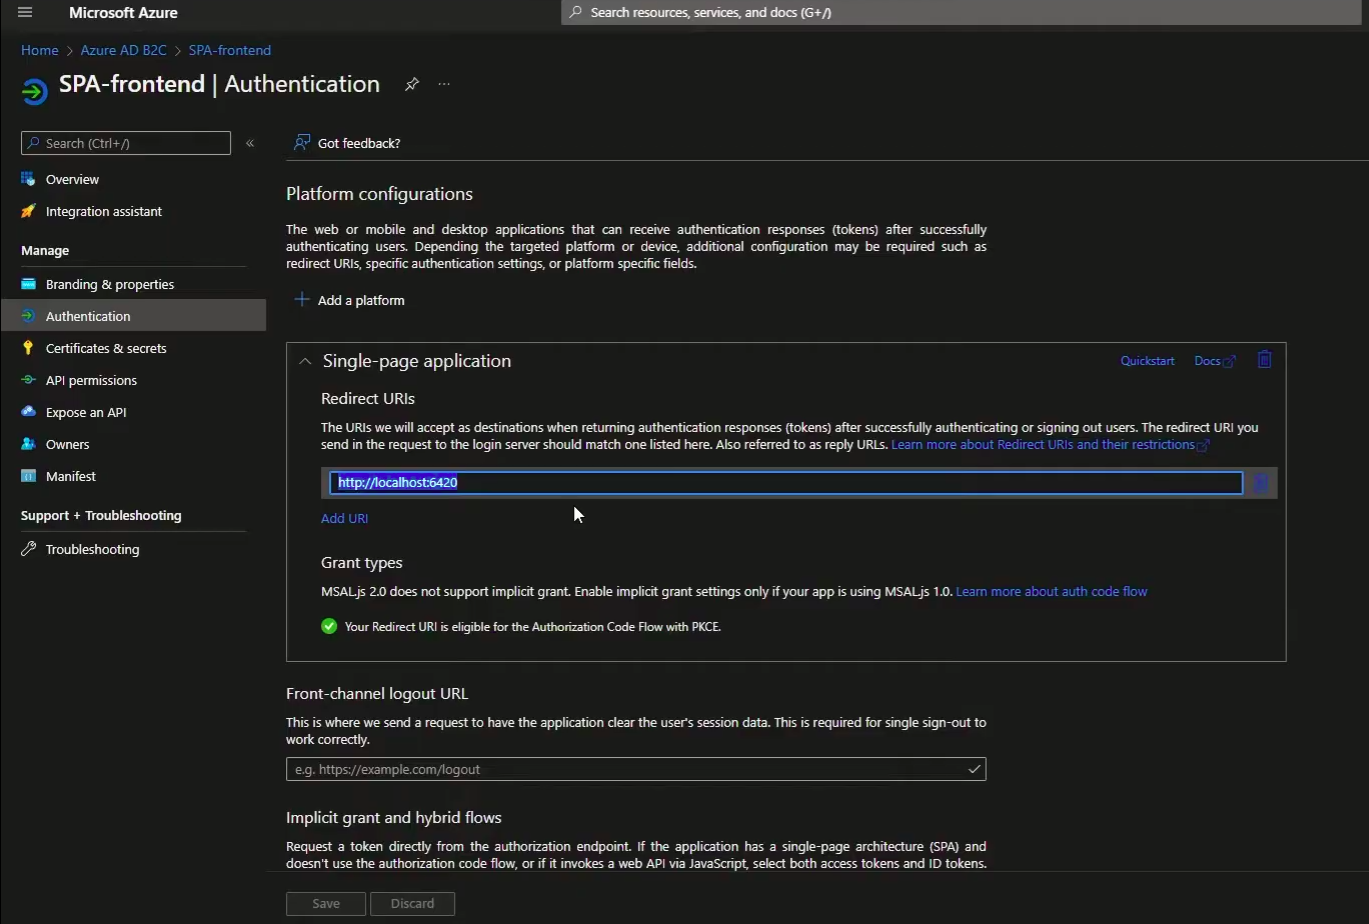 Microsoft Azure
Search resources, services, and docs (G+/)
Home > Azure AD B2C > SPA-frontend
SPA-frontend | Authentication
Search (Ctrl+/)
Overview
Integration assistant
Manage
Branding & properties
Authentication
Certificates & secrets
API permissions
Expose an API
Owners
Manifest
Support + Troubleshooting
Troubleshooting
Got feedback?
Platform configurations
The web or mobile and desktop applications that can receive authentication responses (tokens) after successfully
authenticating users. Depending the targeted platform or device, additional configuration may be required such as
redirect URIs, specific authentication settings, or platform specific fields.
Add a platform
Single-page application
Quickstart Docs
Redirect URIs
The URIs we will accept as destinations when returning authentication responses (tokens) after successfully authenticating or signing out users. The redirect URI you
send in the request to the login server should match one listed here. Also referred to as reply URLs. Learn more about Redirect URIs and their restrictions
http://localhost:6420
Add URI
Grant types
MSAL.js 2.0 does not support implicit grant. Enable implicit grant settings only if your app is using MSAL.js 1.0. Learn more about auth code flow
Your Redirect URI is eligible for the Authorization Code Flow with PKCE.
Front-channel logout URL
This is where we send a request to have the application clear the user's session data. This is required for single sign-out to
work correctly.
e.g. https://example.com/logout
Implicit grant and hybrid flows
Request a token directly from the authorization endpoint. If the application has a single-page architecture (SPA) and
doesn't use the authorization code flow, or if it invokes a web API via JavaScript, select both access tokens and ID tokens.
Save Discard